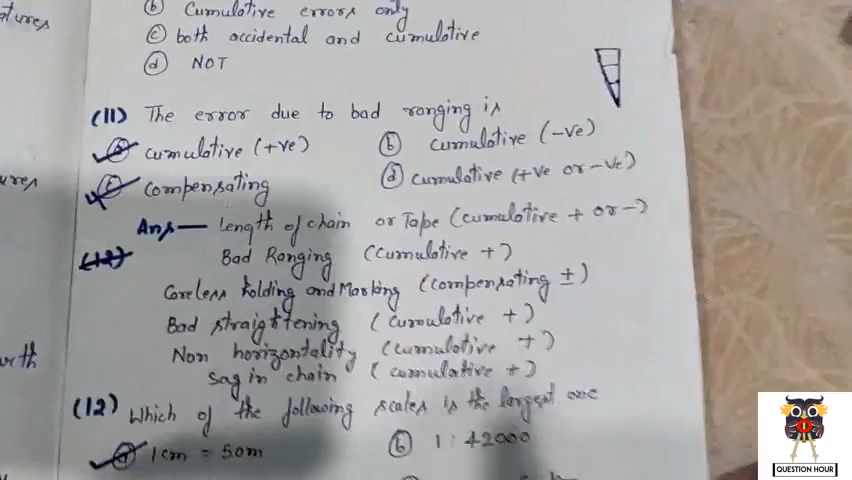 atures
(b) Cumulative errors only
(c) both accidental and cumulative
(d) NOT
(11) The error due to bad ranging is
(a) cumulative (+ve) (b) cumulative (-ve)
(c) compensating (d) cumulative (+ve or -ve)
Ans — Length of chain or Tape (cumulative + or -)
(12) Bad Ranging (cumulative +)
Careless Holding and Marking (compensating ±)
Bad straightening (cumulative +)
Non horizontality (cumulative +)
Sag in chain (cumulative +)
(12) Which of the following scales is the largest one
(a) 1cm = 50m (b) 1 : 42000
QUESTION HOUR